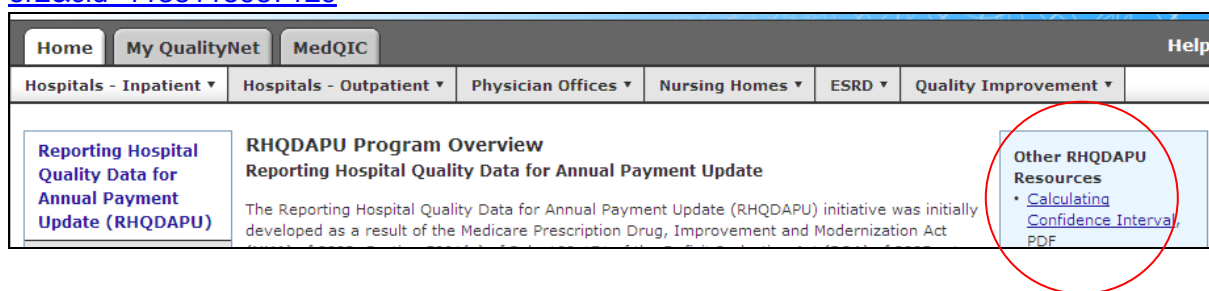 Home My QualityNet MedQIC Help
Hospitals - Inpatient ▾ Hospitals - Outpatient ▾ Physician Offices ▾ Nursing Homes ▾ ESRD ▾ Quality Improvement ▾
Reporting Hospital
Quality Data for
Annual Payment
Update (RHQDAPU)
RHQDAPU Program Overview
Reporting Hospital Quality Data for Annual Payment Update
The Reporting Hospital Quality Data for Annual Payment Update (RHQDAPU) initiative was initially
developed as a result of the Medicare Prescription Drug, Improvement and Modernization Act
Other RHQDAPU
Resources
• Calculating
Confidence Interval,
PDF